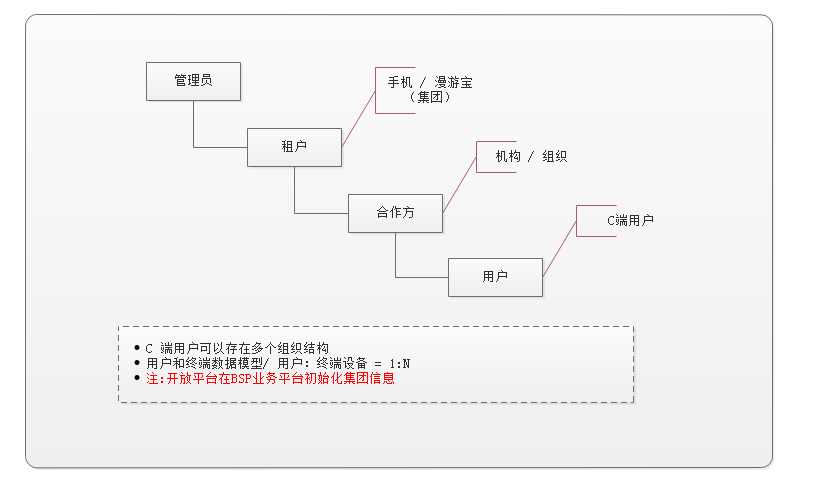 管理员
手机 / 漫游宝
（集团）
租户
机构 / 组织
合作方
C端用户
用户
● C 端用户可以存在多个组织结构
● 用户和终端数据模型/ 用户: 终端设备 = 1:N
● 注:开放平台在BSP业务平台初始化集团信息